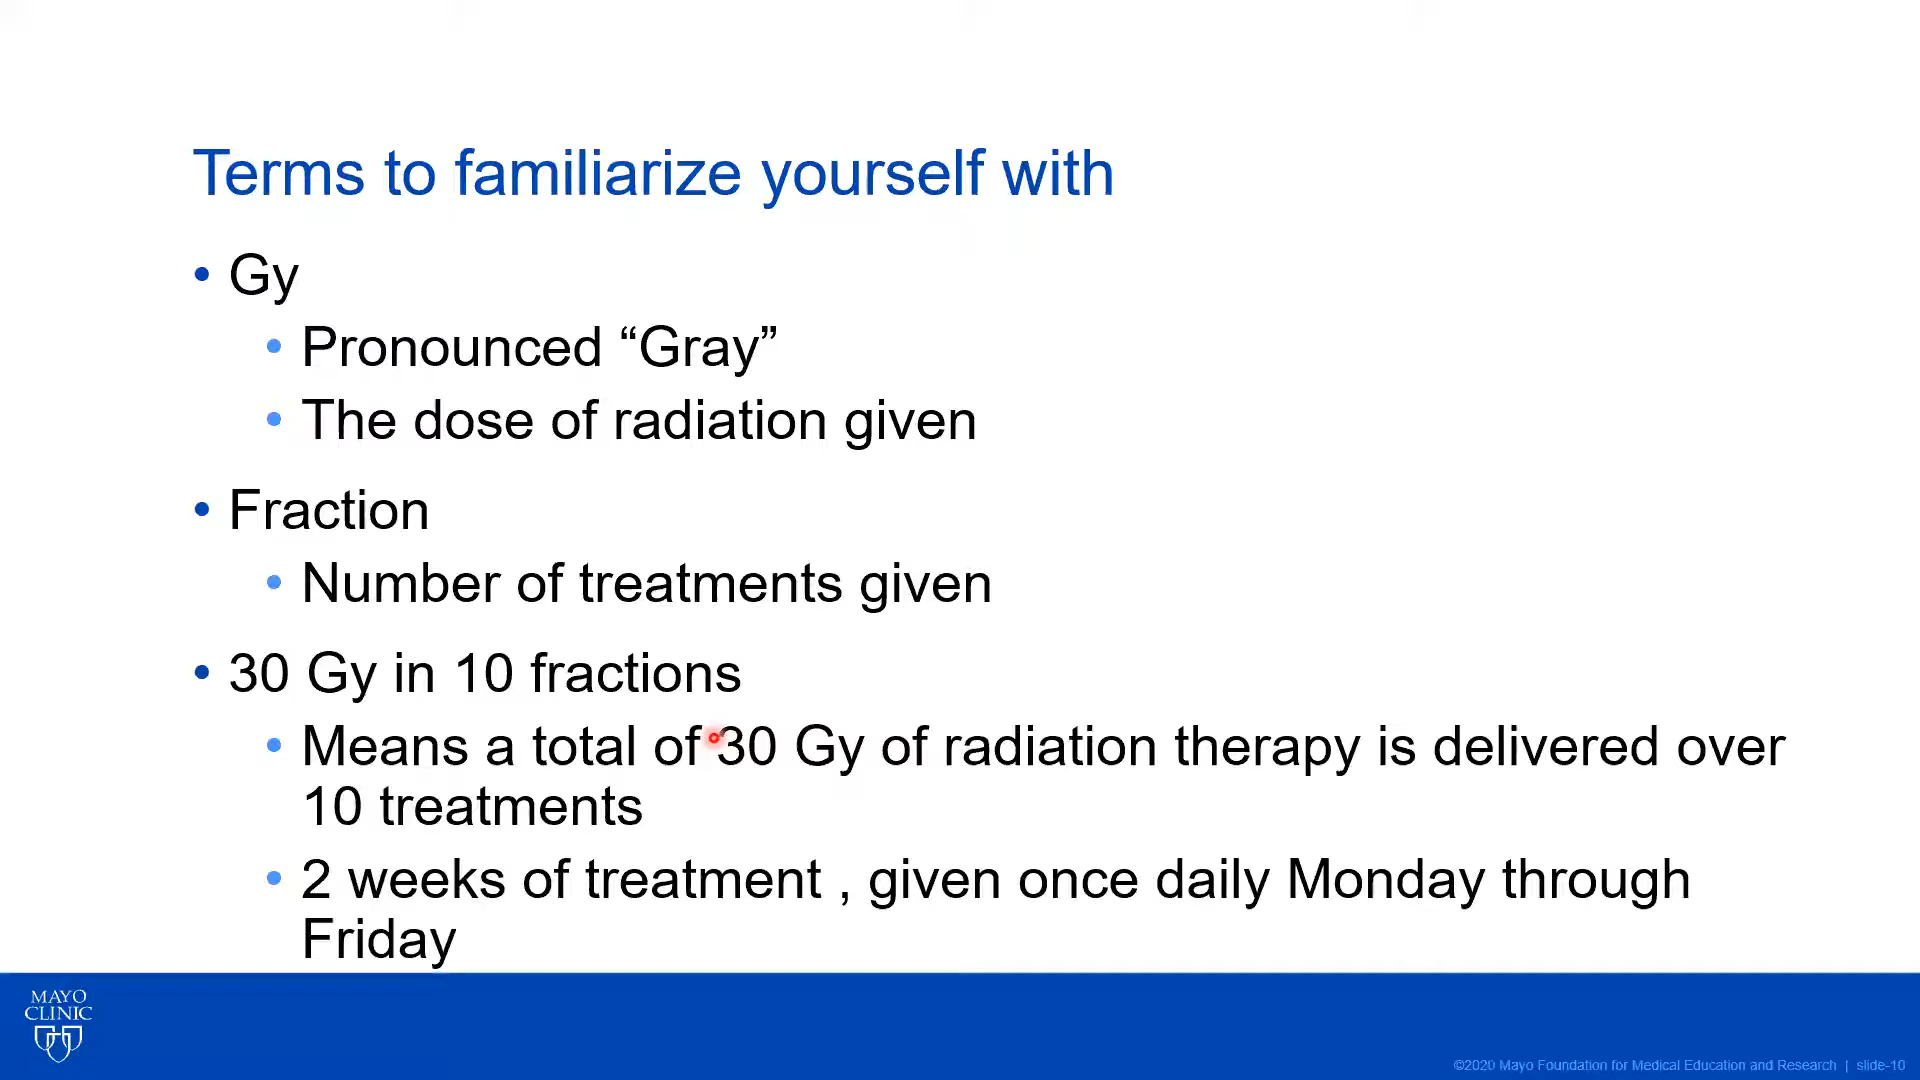 Terms to familiarize yourself with
• Gy
• Pronounced “Gray”
• The dose of radiation given
• Fraction
• Number of treatments given
• 30 Gy in 10 fractions
• Means a total of 30 Gy of radiation therapy is delivered over
10 treatments
• 2 weeks of treatment , given once daily Monday through
Friday
MAYO
CLINIC
©2020 Mayo Foundation for Medical Education and Research | slide-10